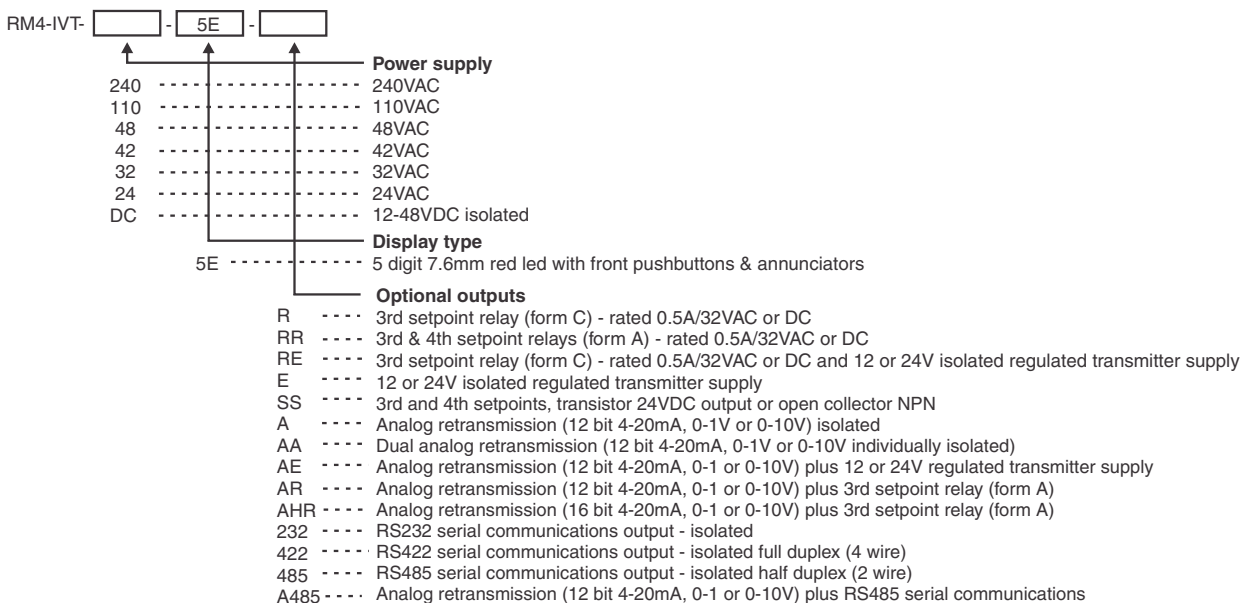 RM4-IVT- - 5E -
Power supply
240 - - - - - - - - - - - - - - - - - - - 240VAC
110 - - - - - - - - - - - - - - - - - - - 110VAC
48 - - - - - - - - - - - - - - - - - - - 48VAC
42 - - - - - - - - - - - - - - - - - - - 42VAC
32 - - - - - - - - - - - - - - - - - - - 32VAC
24 - - - - - - - - - - - - - - - - - - - 24VAC
DC - - - - - - - - - - - - - - - - - - - 12-48VDC isolated
Display type
5E - - - - - - - - - - - - - 5 digit 7.6mm red led with front pushbuttons & annunciators
Optional outputs
R - - - - 3rd setpoint relay (form C) - rated 0.5A/32VAC or DC
RR - - - - 3rd & 4th setpoint relays (form A) - rated 0.5A/32VAC or DC
RE - - - - 3rd setpoint relay (form C) - rated 0.5A/32VAC or DC and 12 or 24V isolated regulated transmitter supply
E - - - - 12 or 24V isolated regulated transmitter supply
SS - - - - 3rd and 4th setpoints, transistor 24VDC output or open collector NPN
A - - - - Analog retransmission (12 bit 4-20mA, 0-1V or 0-10V) isolated
AA - - - - Dual analog retransmission (12 bit 4-20mA, 0-1V or 0-10V individually isolated)
AE - - - - Analog retransmission (12 bit 4-20mA, 0-1 or 0-10V) plus 12 or 24V regulated transmitter supply
AR - - - - Analog retransmission (12 bit 4-20mA, 0-1 or 0-10V) plus 3rd setpoint relay (form A)
AHR - - - - Analog retransmission (16 bit 4-20mA, 0-1 or 0-10V) plus 3rd setpoint relay (form A)
232 - - - - RS232 serial communications output - isolated
422 - - - - - RS422 serial communications output - isolated full duplex (4 wire)
485 - - - - RS485 serial communications output - isolated half duplex (2 wire)
A485 - - - - Analog retransmission (12 bit 4-20mA, 0-1 or 0-10V) plus RS485 serial communications